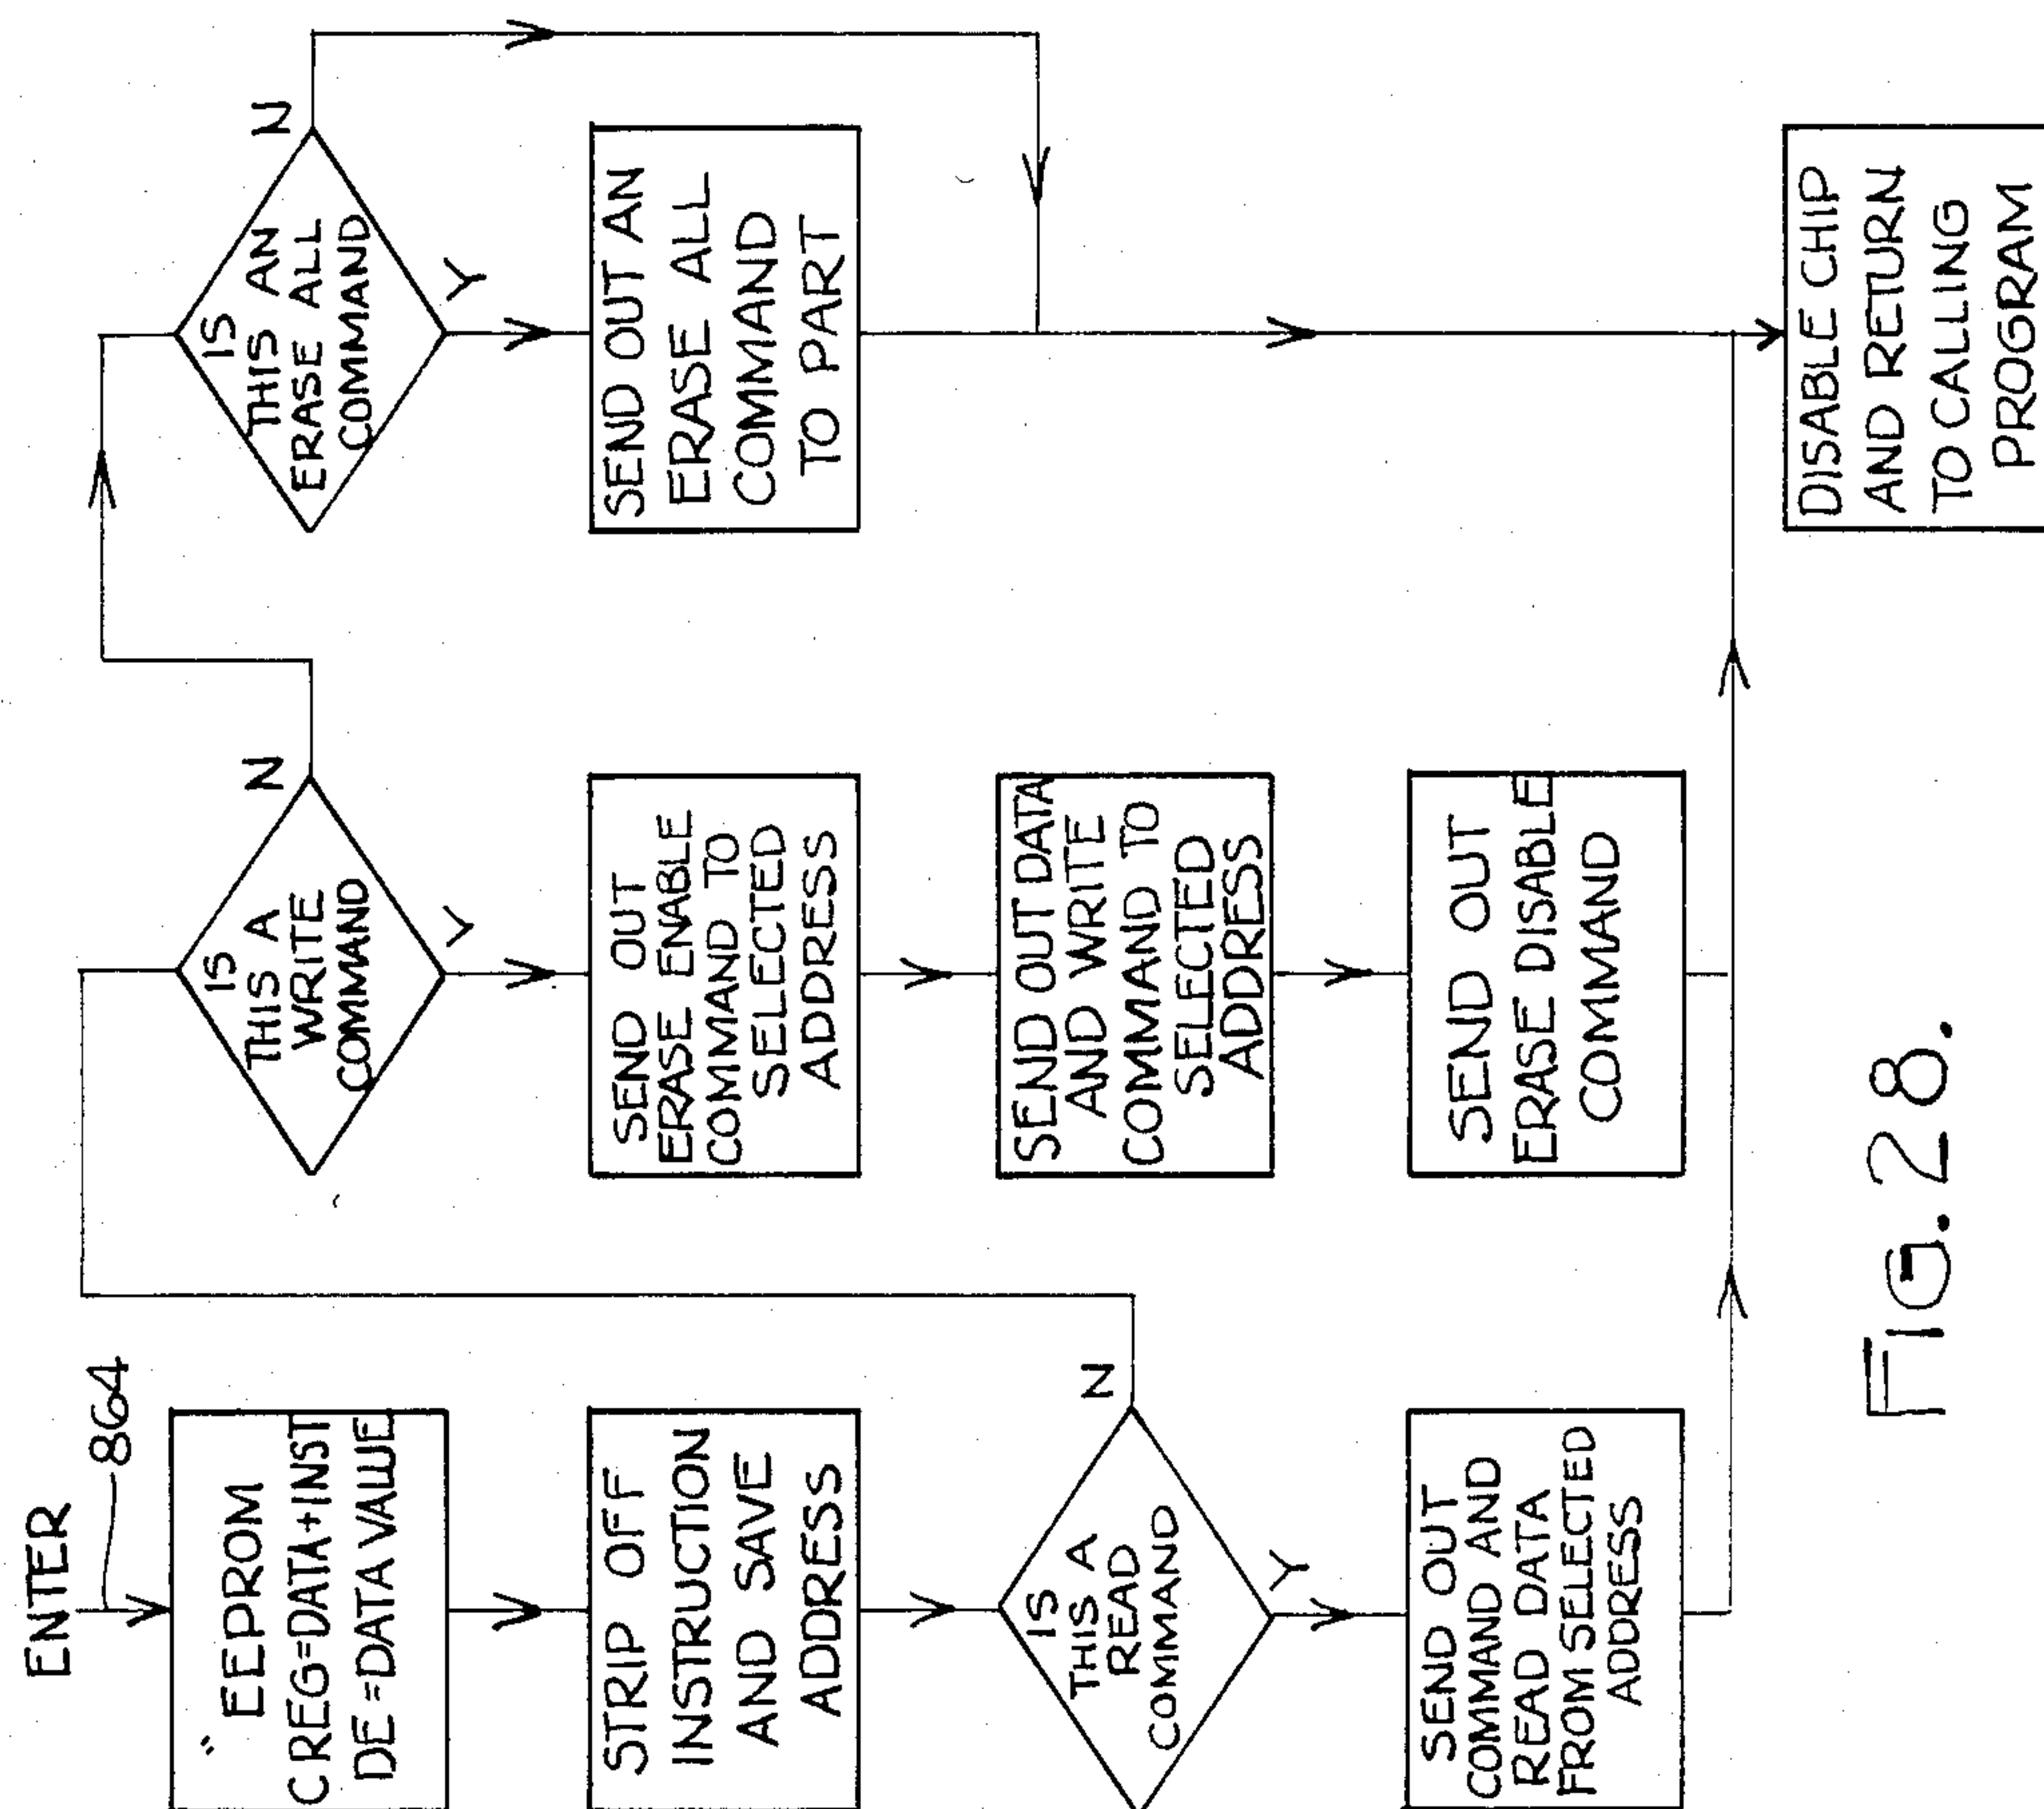 ENTER
864
EEPROM
C REG=DATA+INST
DE=DATA VALUE
STRIP OFF
INSTRUCTION
AND SAVE
ADDRESS
IS
THIS A
READ
COMMAND
N
Y
SEND OUT
COMMAND AND
READ DATA
FROM SELECTED
ADDRESS
IS
THIS A
WRITE
COMMAND
N
Y
SEND OUT
ERASE ENABLE
COMMAND TO
SELECTED
ADDRESS
SEND OUT DATA
AND WRITE
COMMAND TO
SELECTED
ADDRESS
SEND OUT
ERASE DISABLE
COMMAND
IS
THIS AN
ERASE ALL
COMMAND
N
Y
SEND OUT AN
ERASE ALL
COMMAND
TO PART
DISABLE CHIP
AND RETURN
TO CALLING
PROGRAM
FIG. 28.